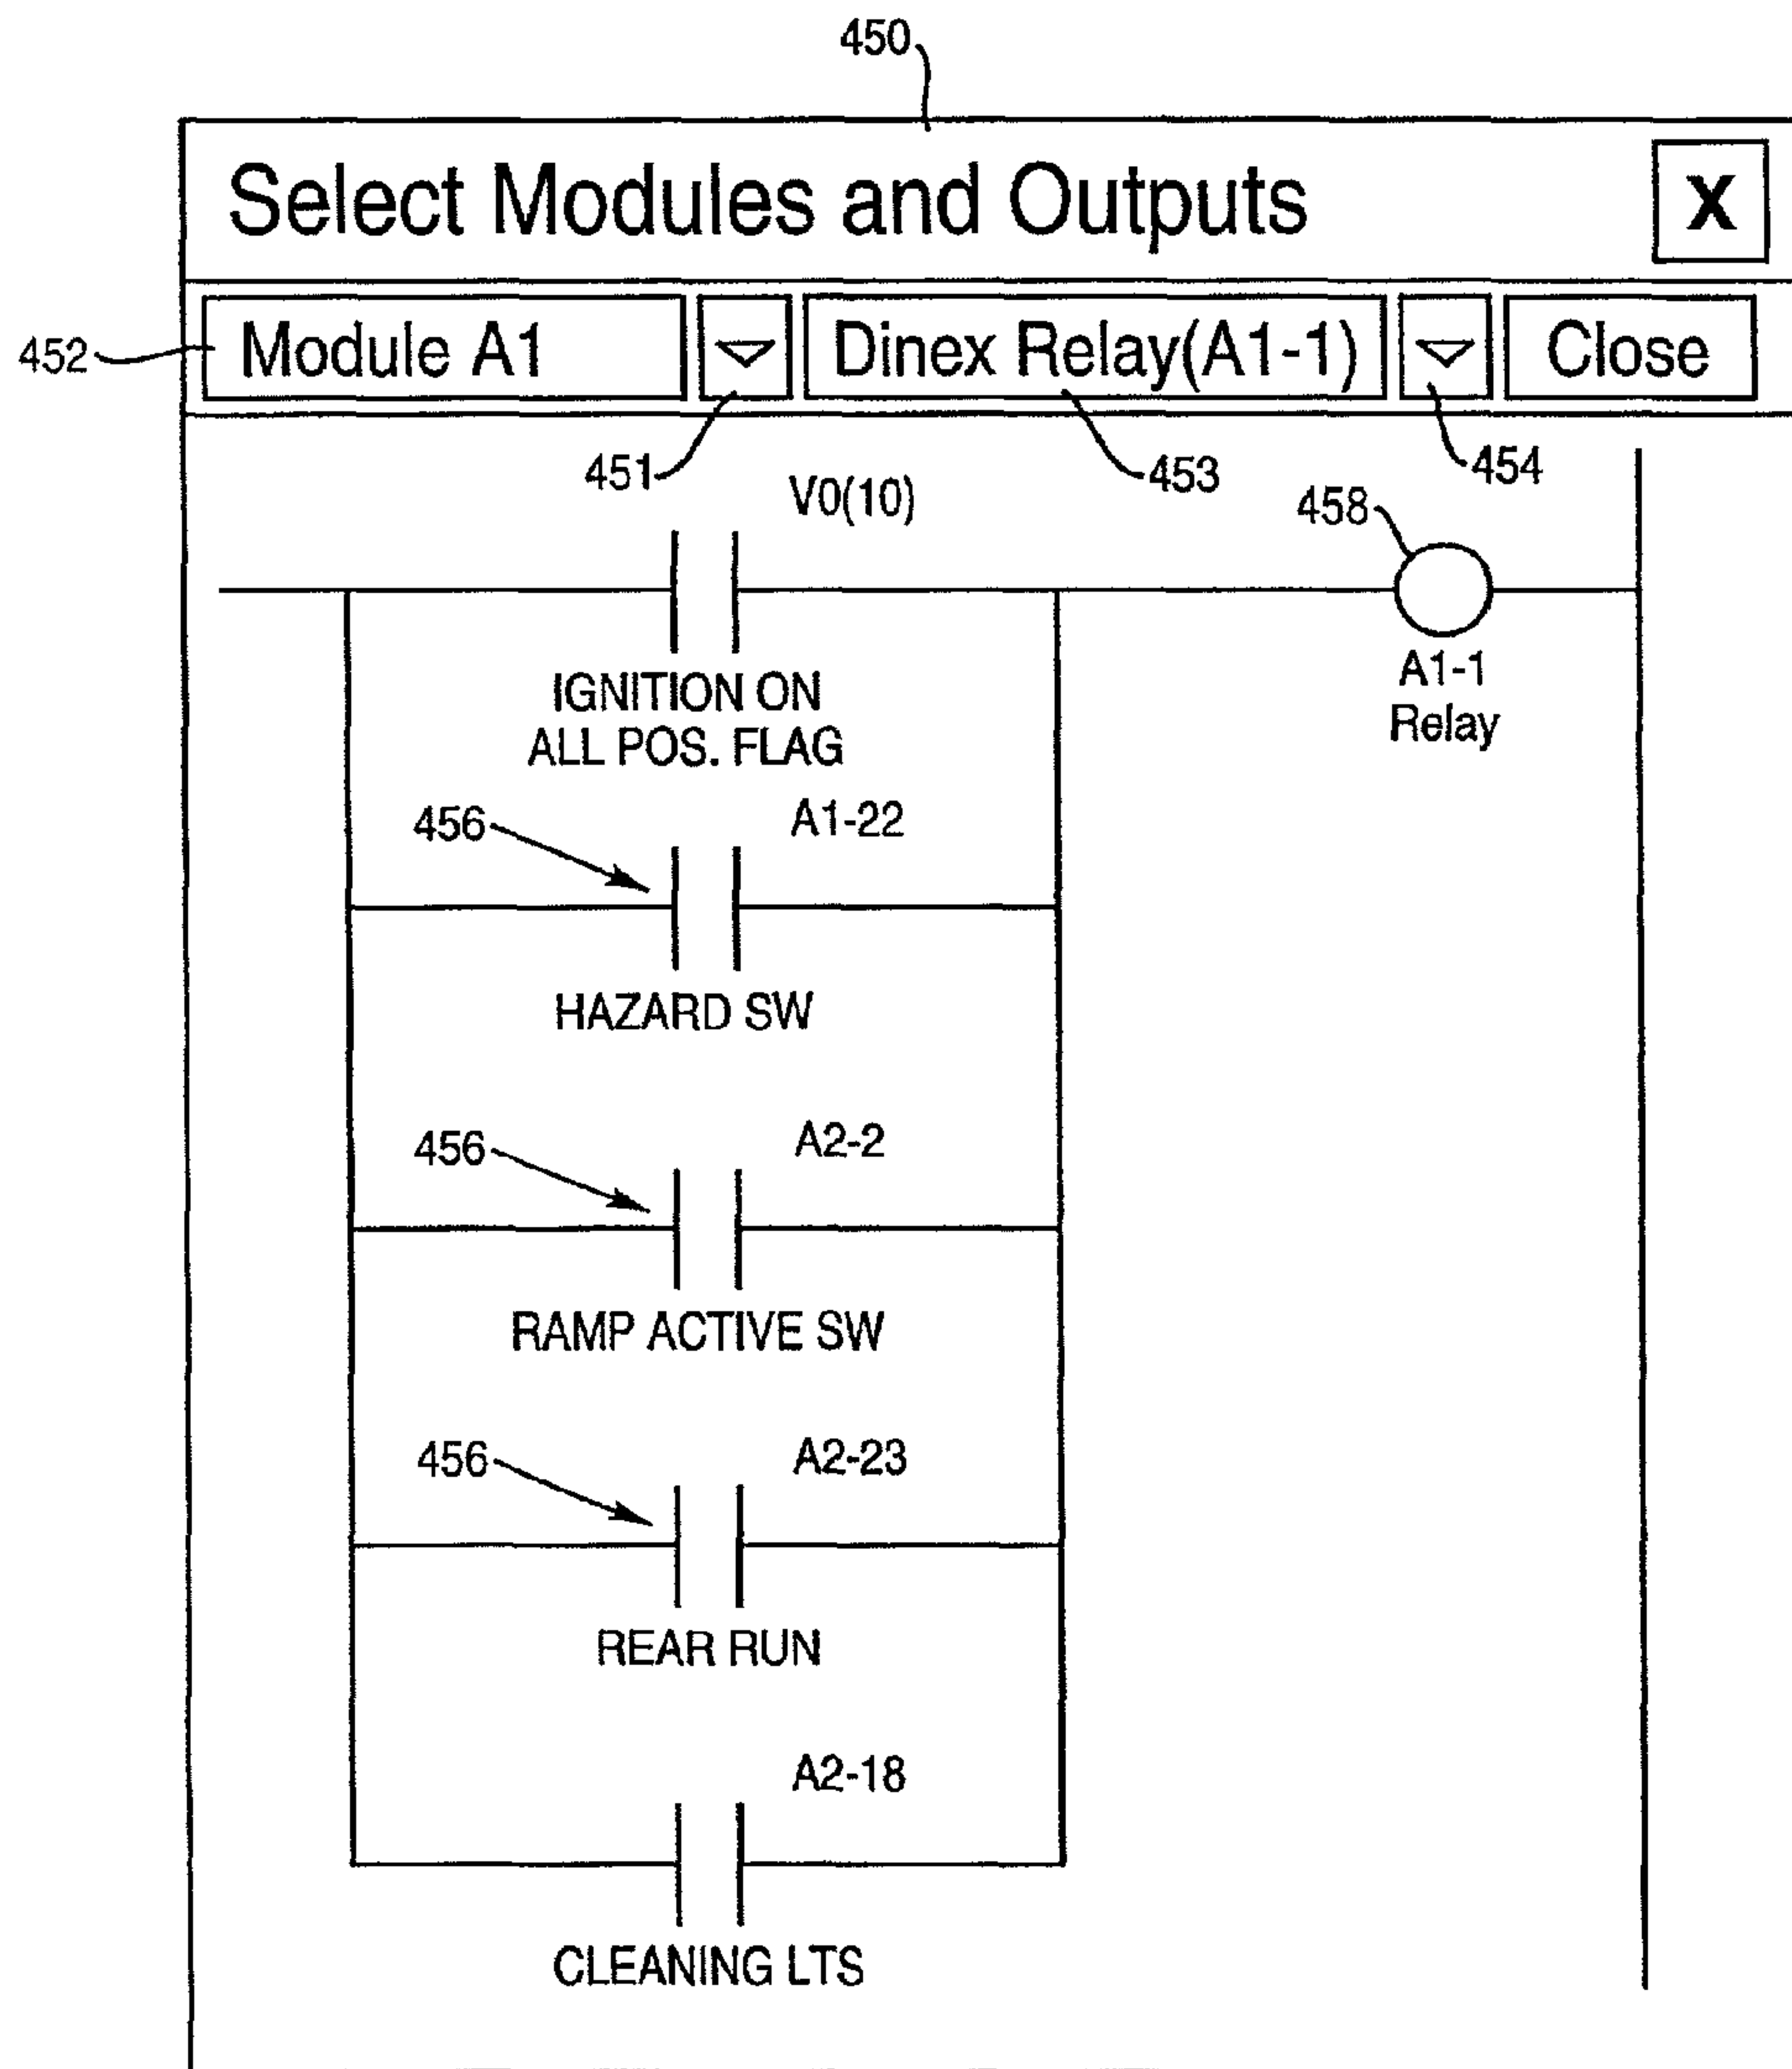 450
Select Modules and Outputs X
452 Module A1 Dinex Relay(A1-1) Close
451 453 454
V0(10)
458
IGNITION ON
ALL POS. FLAG
A1-1
Relay
456 A1-22
HAZARD SW
456 A2-2
RAMP ACTIVE SW
456 A2-23
REAR RUN
A2-18
CLEANING LTS